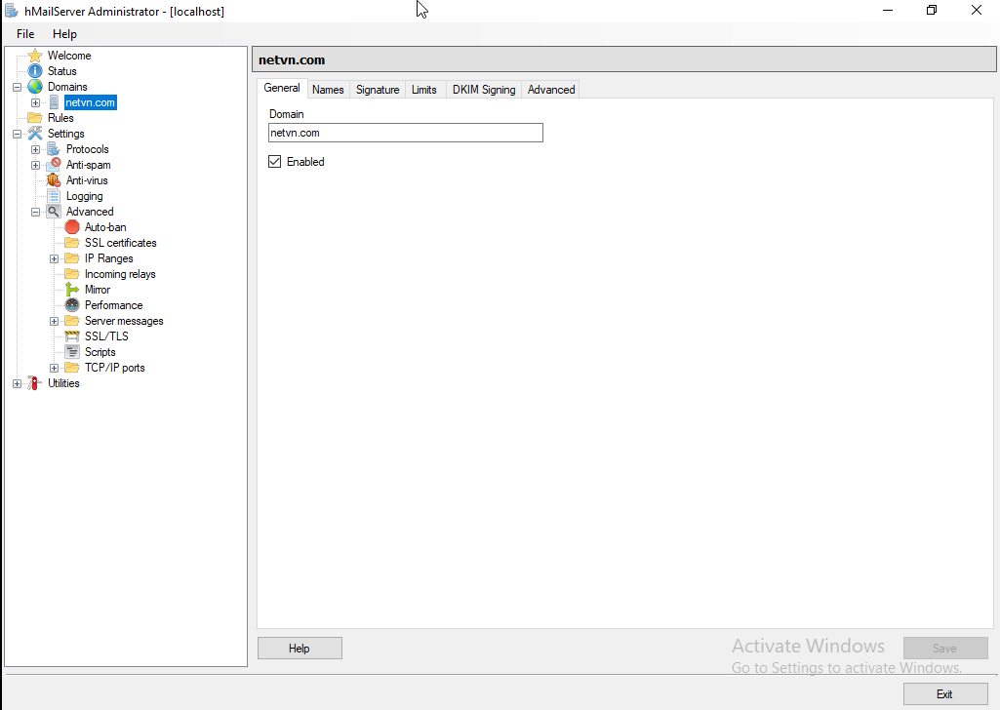 hMailServer Administrator - [localhost]
File Help
Welcome
Status
Domains
netvn.com
Rules
Settings
Protocols
Anti-spam
Anti-virus
Logging
Advanced
Auto-ban
SSL certificates
IP Ranges
Incoming relays
Mirror
Performance
Server messages
SSL/TLS
Scripts
TCP/IP ports
Utilities
netvn.com
General Names Signature Limits DKIM Signing Advanced
Domain
netvn.com
Enabled
Help
Save
Activate Windows
Go to Settings to activate Windows.
Exit